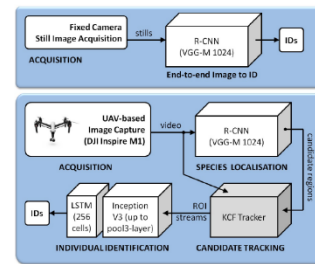 Fixed Camera
Still Image Acquisition
stills
R-CNN
(VGG-M 1024)
IDs
ACQUISITION
End-to-end Image to ID
UAV-based
Image Capture
(DJI Inspire M1)
video
R-CNN
(VGG-M 1024)
ACQUISITION
SPECIES LOCALISATION
candidate
regions
IDs
LSTM
(256
cells)
Inception
V3 (up to
pool3-layer)
ROI
streams
KCF Tracker
INDIVIDUAL IDENTIFICATION
CANDIDATE TRACKING